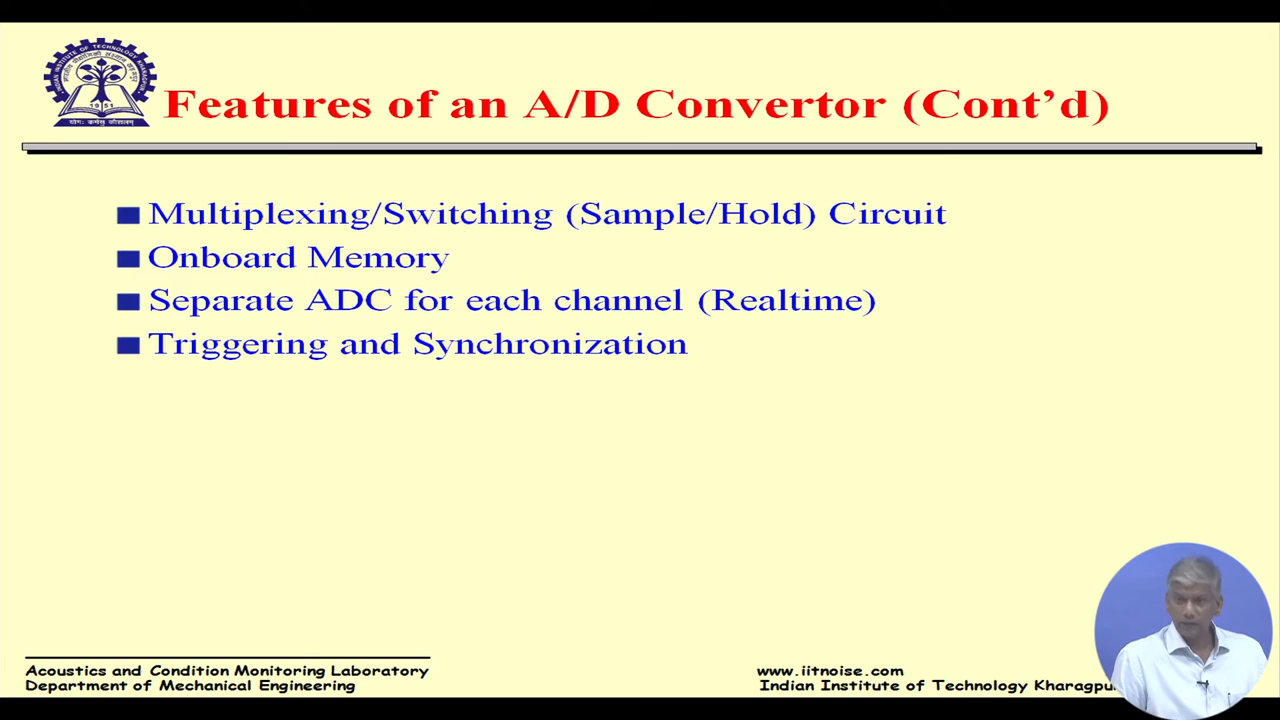 Features of an A/D Convertor (Cont'd)
Multiplexing/Switching (Sample/Hold) Circuit
Onboard Memory
Separate ADC for each channel (Realtime)
Triggering and Synchronization
Acoustics and Condition Monitoring Laboratory
Department of Mechanical Engineering
www.iitnoise.com
Indian Institute of Technology